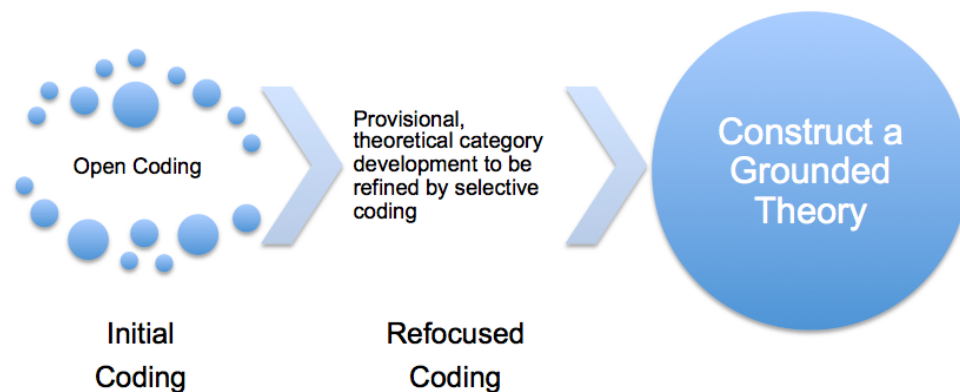 Open Coding
Provisional,
theoretical category
development to be
refined by selective
coding
Construct a
Grounded
Theory
Initial
Coding
Refocused
Coding